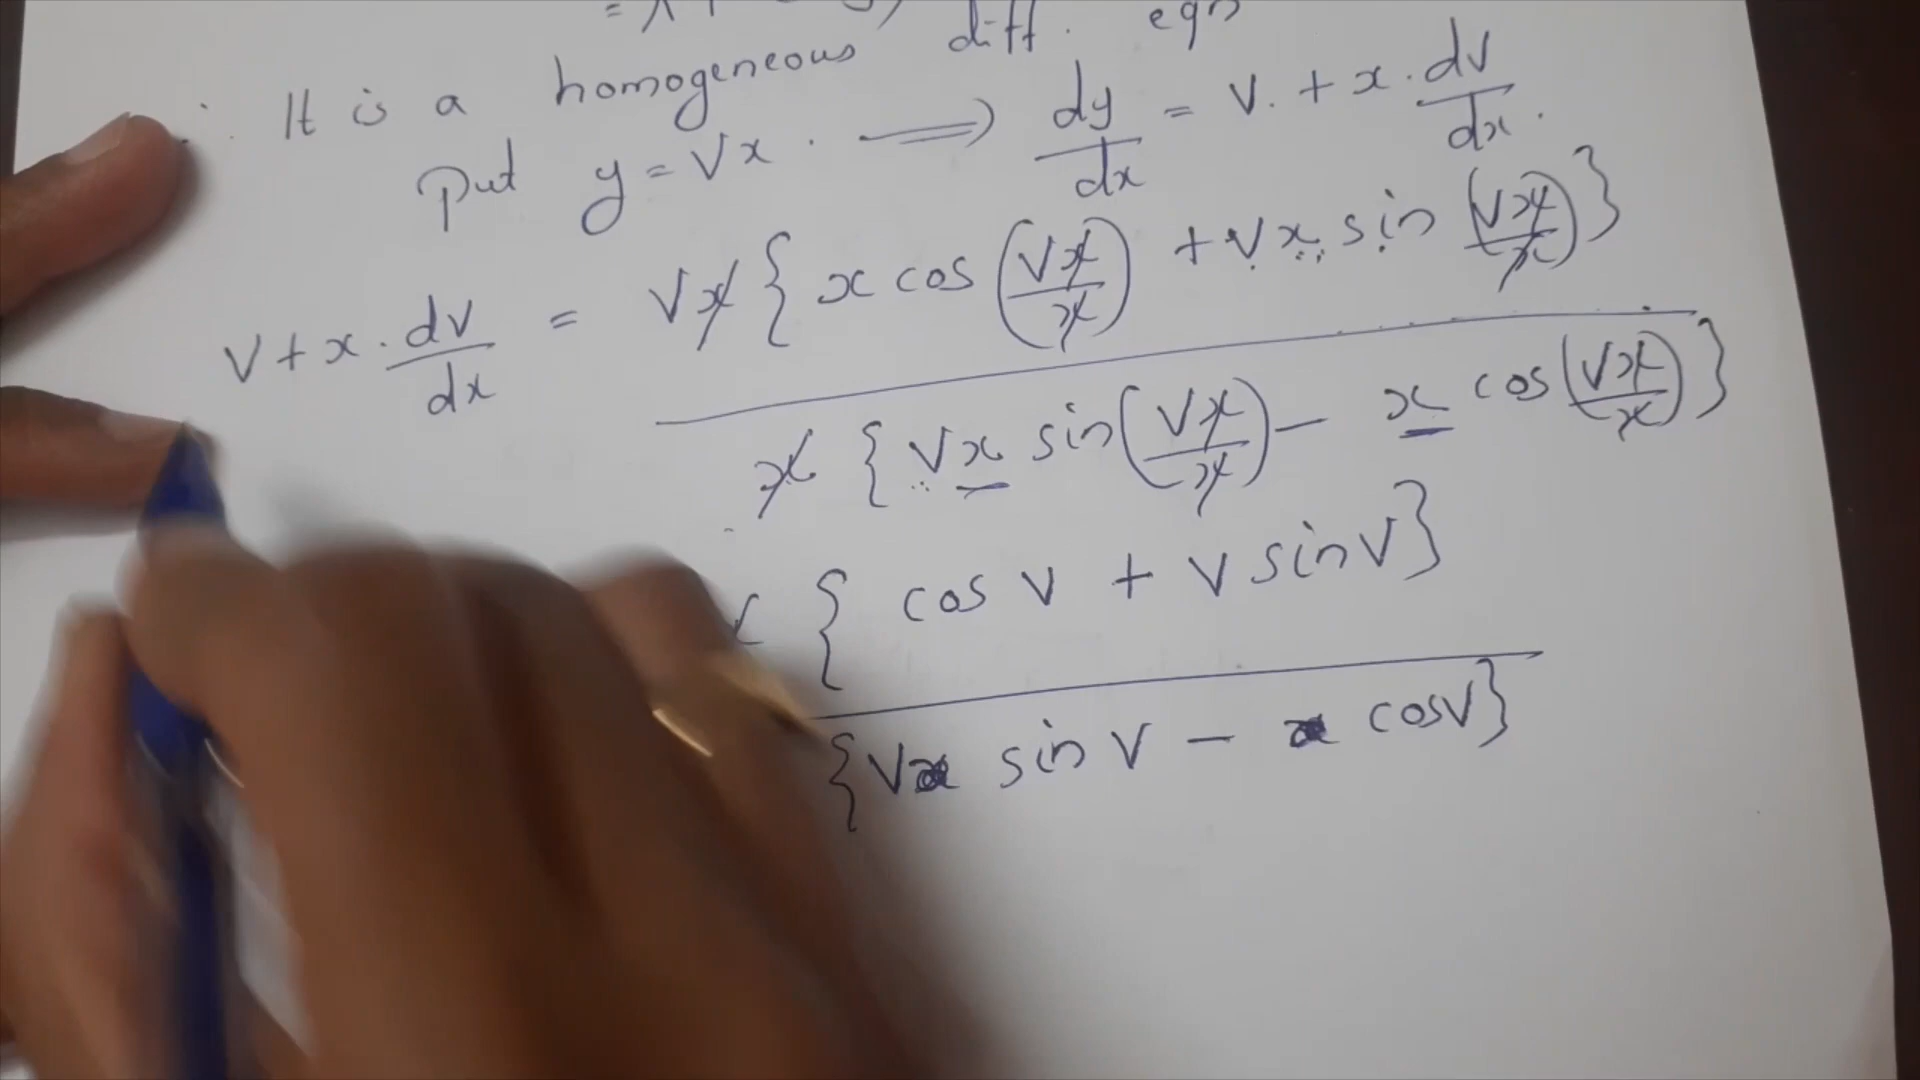 ∴ It is a homogeneous diff. eqn
Put y = Vx. ⟹ dy/dx = V. + x. dV/dx.
V + x. dV/dx = Vx { x cos (Vx/x) + Vx sin (Vx/x) } / x { Vx sin (Vx/x) - x cos (Vx/x) }
{ cos V + V sin V }
{ V sin V - cos V }